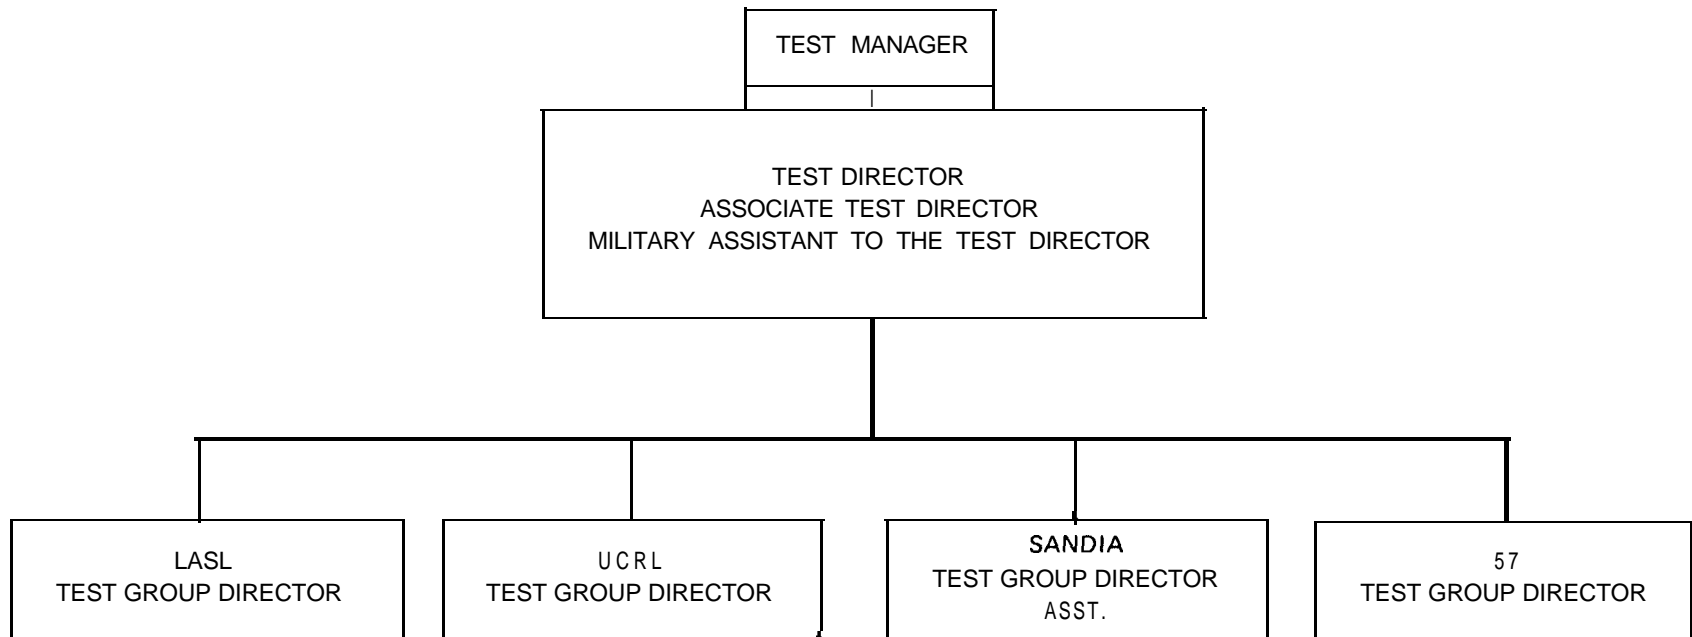 TEST MANAGER
TEST DIRECTOR
ASSOCIATE TEST DIRECTOR
MILITARY ASSISTANT TO THE TEST DIRECTOR
LASL
TEST GROUP DIRECTOR
UCRL
TEST GROUP DIRECTOR
SANDIA
TEST GROUP DIRECTOR
ASST.
57
TEST GROUP DIRECTOR